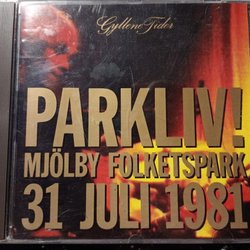 Gyllene Tider
PARKLIV!
MJÖLBY FOLKETSPARK
31 JULI 1981